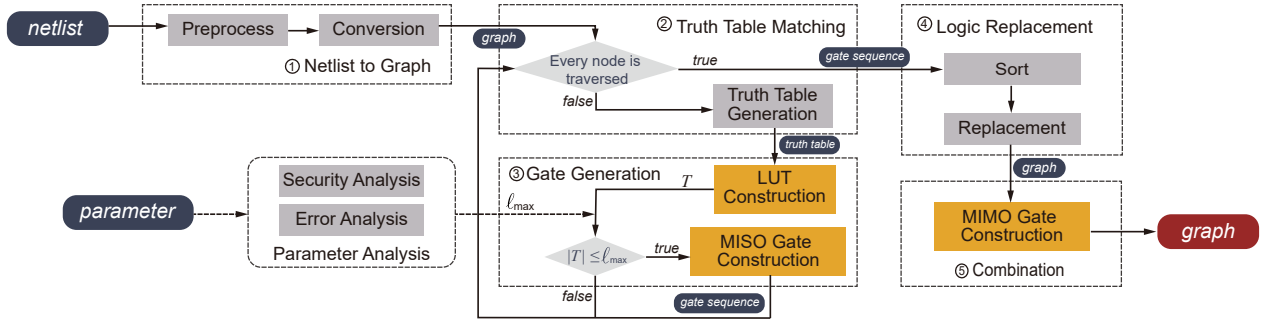 netlist
Preprocess
Conversion
① Netlist to Graph
graph
② Truth Table Matching
Every node is
traversed
true
false
Truth Table
Generation
gate sequence
truth table
④ Logic Replacement
Sort
Replacement
graph
parameter
Security Analysis
Error Analysis
Parameter Analysis
ℓmax
③ Gate Generation
T
LUT
Construction
|T| ≤ℓmax
true
MISO Gate
Construction
false
gate sequence
MIMO Gate
Construction
⑤ Combination
graph